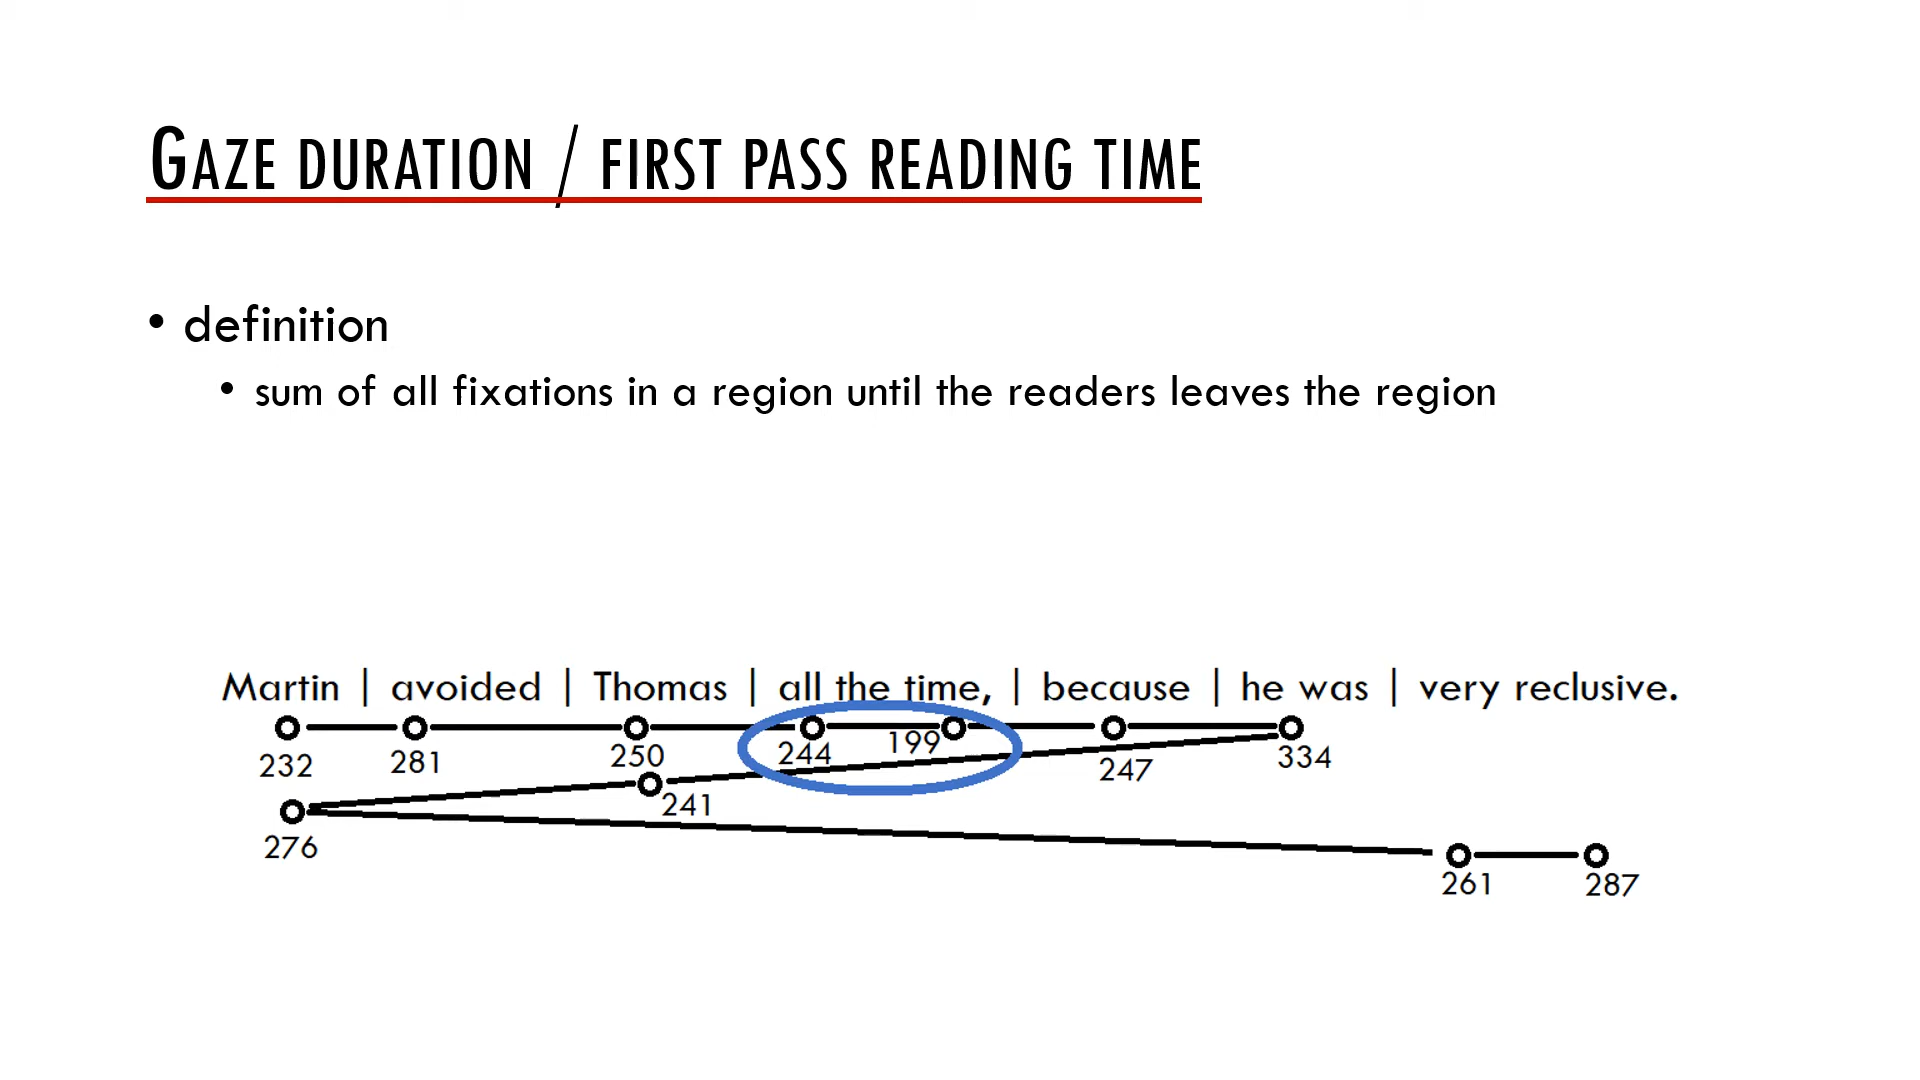 GAZE DURATION / FIRST PASS READING TIME
• definition
• sum of all fixations in a region until the readers leaves the region
Martin | avoided | Thomas | all the time, | because | he was | very reclusive.
232 281 250 244 199 247 334
241
276
261 287